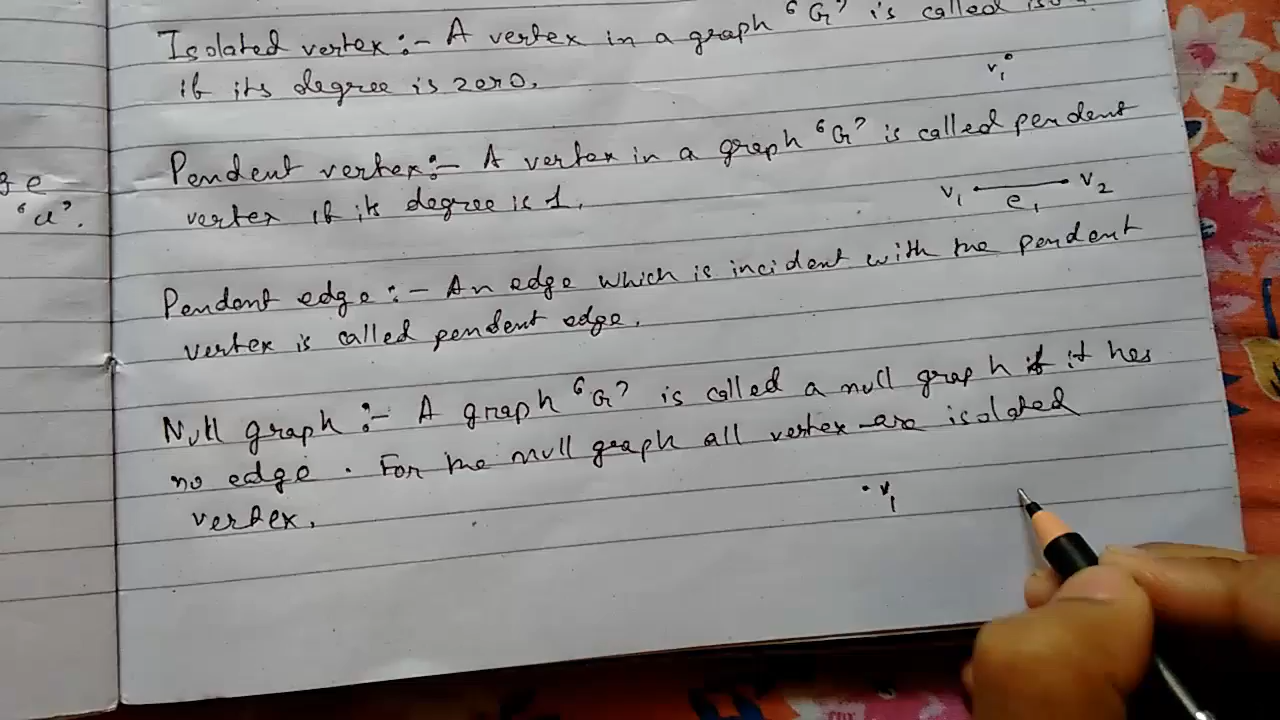 Isolated vertex :- A vertex in a graph 'G' is called
if its degree is zero.
v1
Pendent vertex :- A vertex in a graph 'G' is called pendent
vertex if its degree is 1.
v1 v2
e1
Pendent edge :- An edge which is incident with the pendent
vertex is called pendent edge.
Null graph :- A graph 'G' is called a null graph if it has
no edge. For the null graph all vertex are isolated
vertex.
v1
ge
'u'.